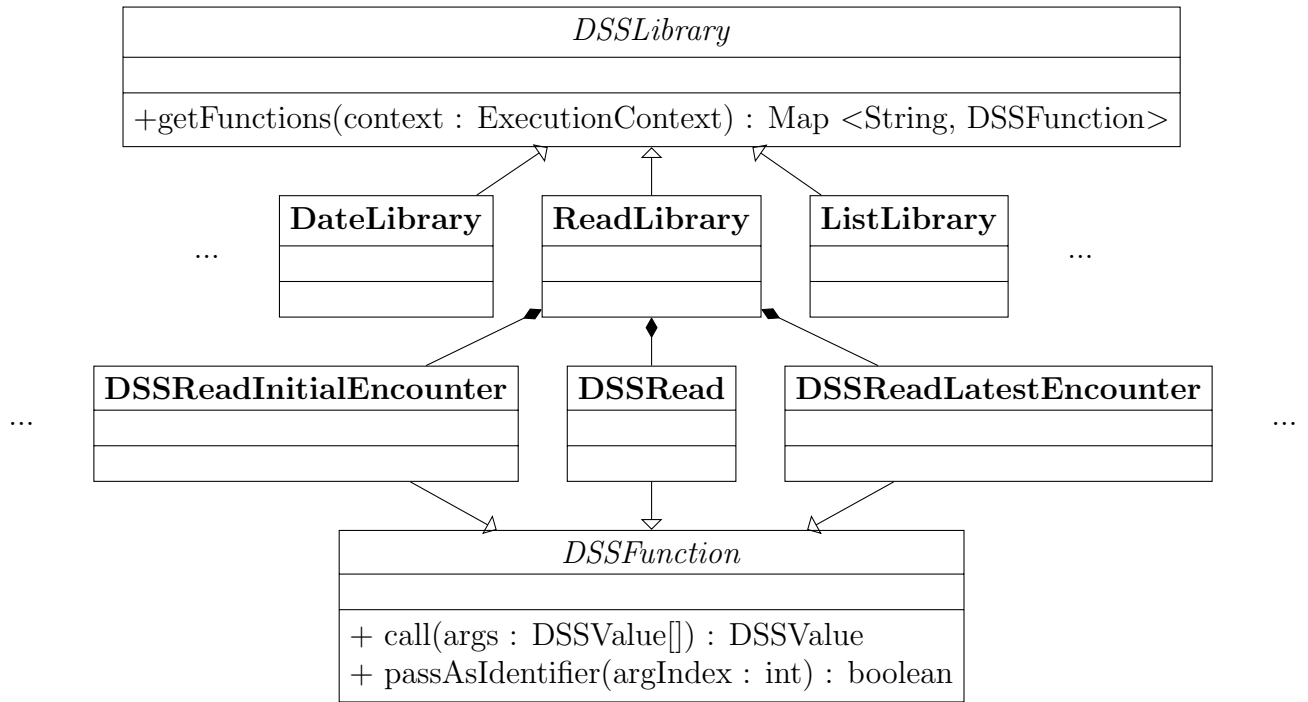 DSSLibrary
+getFunctions(context : ExecutionContext) : Map <String, DSSFunction>
DateLibrary
ReadLibrary
ListLibrary
...
...
DSSReadInitialEncounter
DSSRead
DSSReadLatestEncounter
...
...
DSSFunction
+ call(args : DSSValue[]) : DSSValue
+ passAsIdentifier(argIndex : int) : boolean